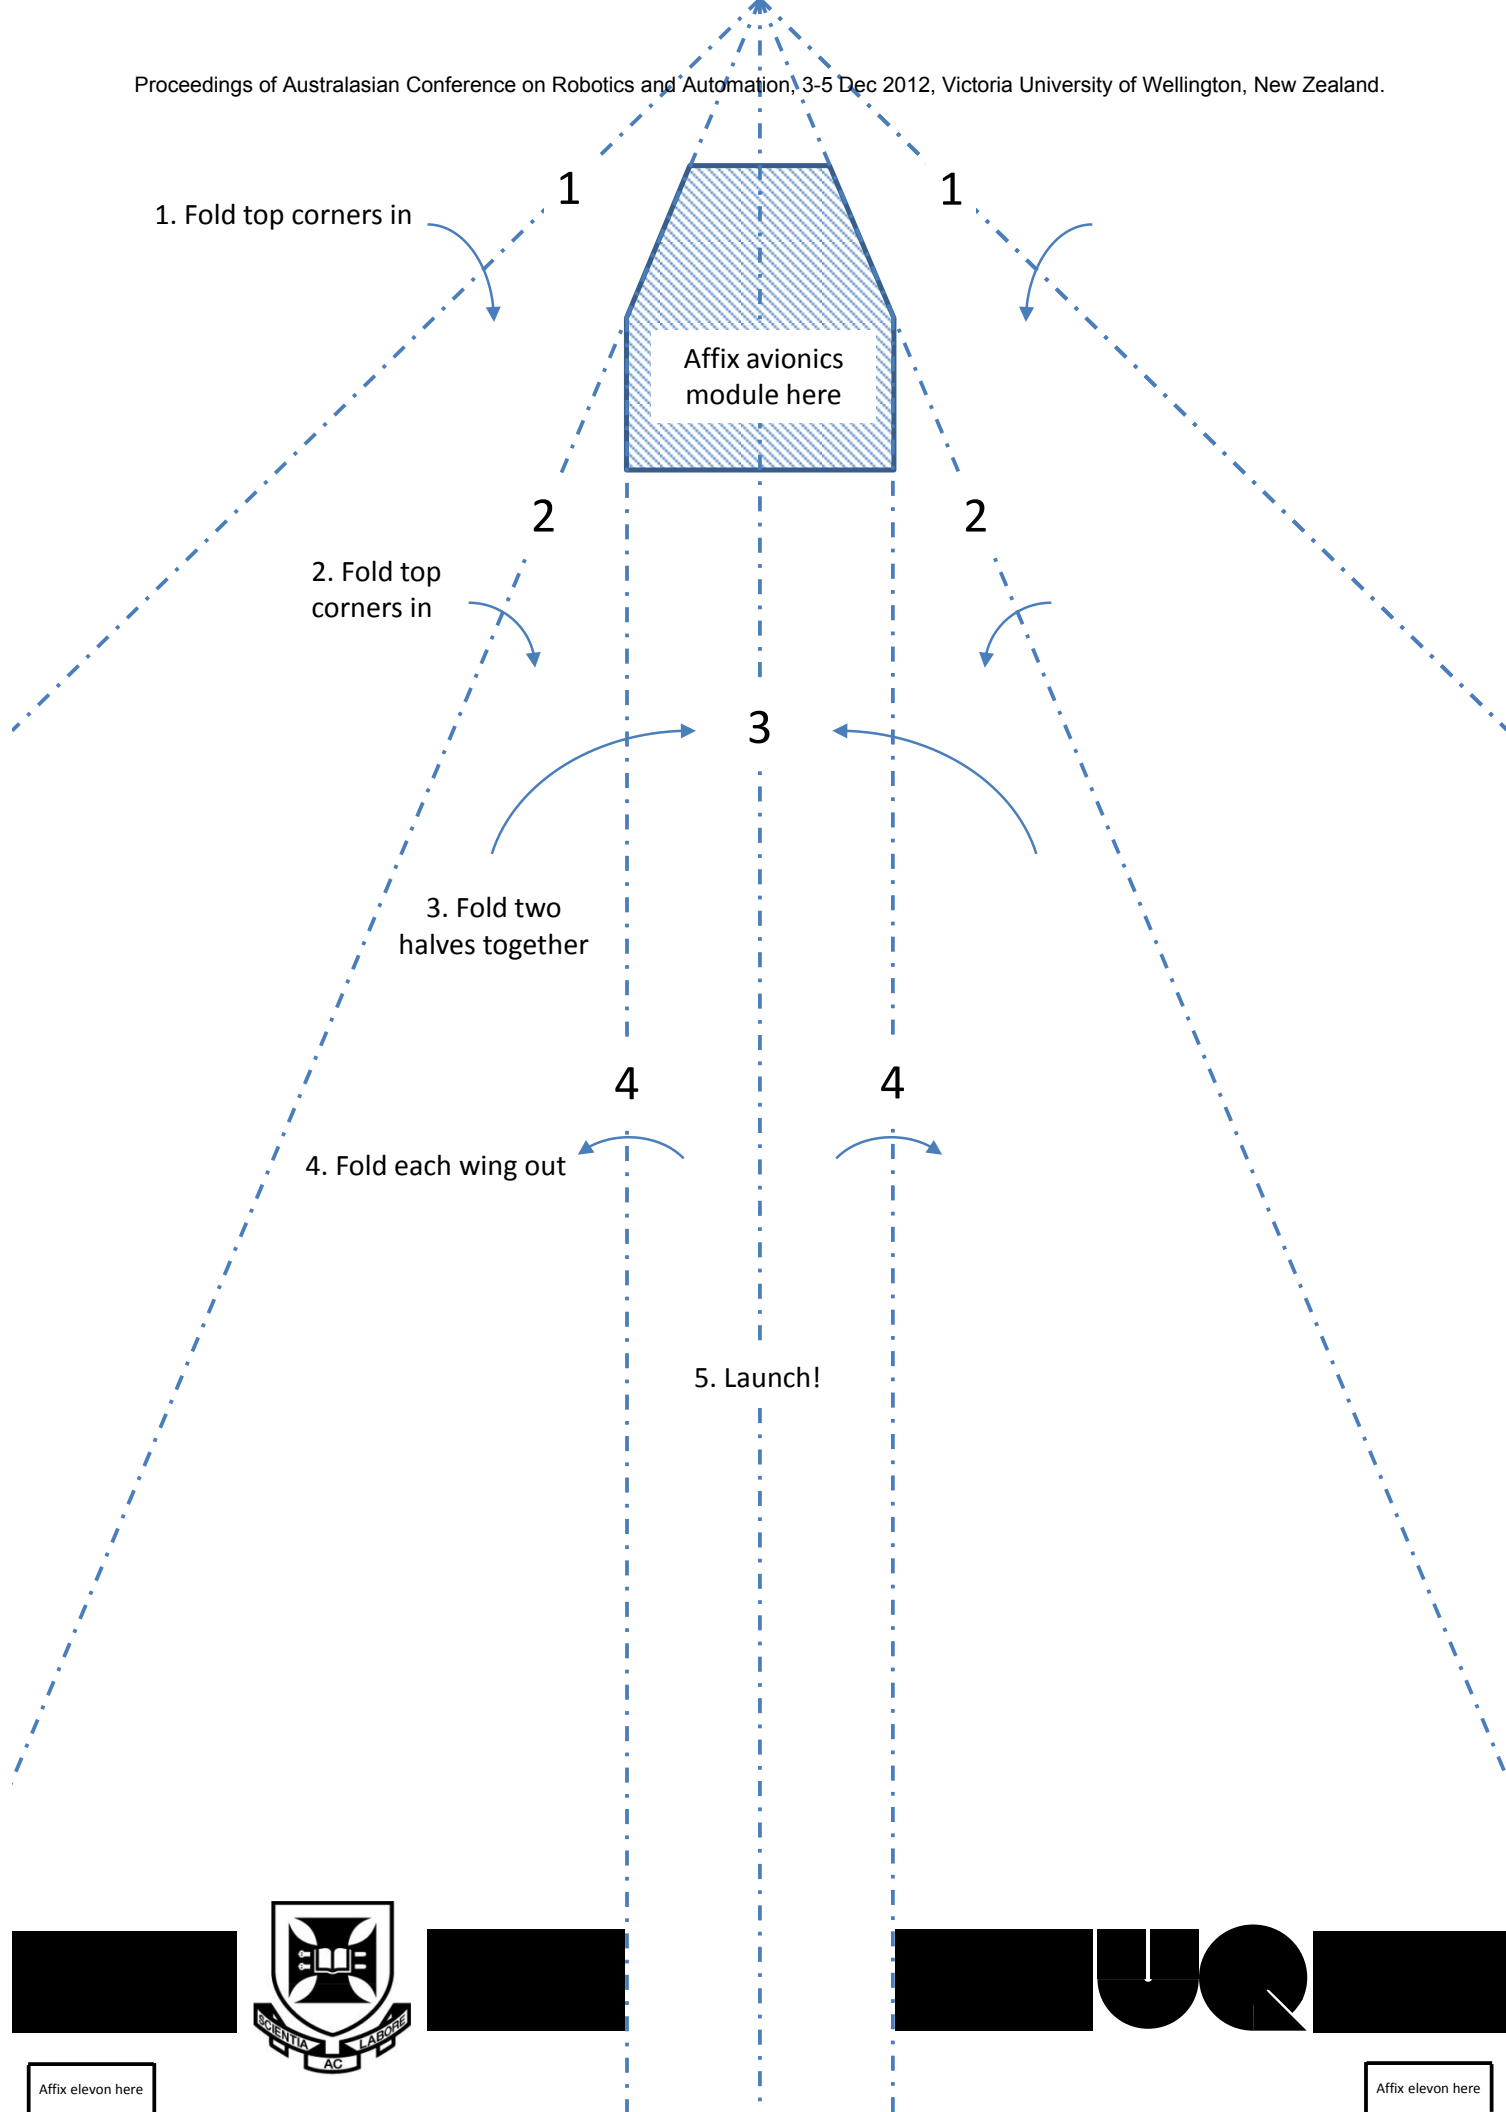 Proceedings of Australasian Conference on Robotics and Automation, 3-5 Dec 2012, Victoria University of Wellington, New Zealand.
1
1
1. Fold top corners in
Affix avionics
module here
2
2
2. Fold top
corners in
3
3. Fold two
halves together
4
4
4. Fold each wing out
5. Launch!
UQ
SCIENTIA
AC
LABORE
Affix elevon here
Affix elevon here